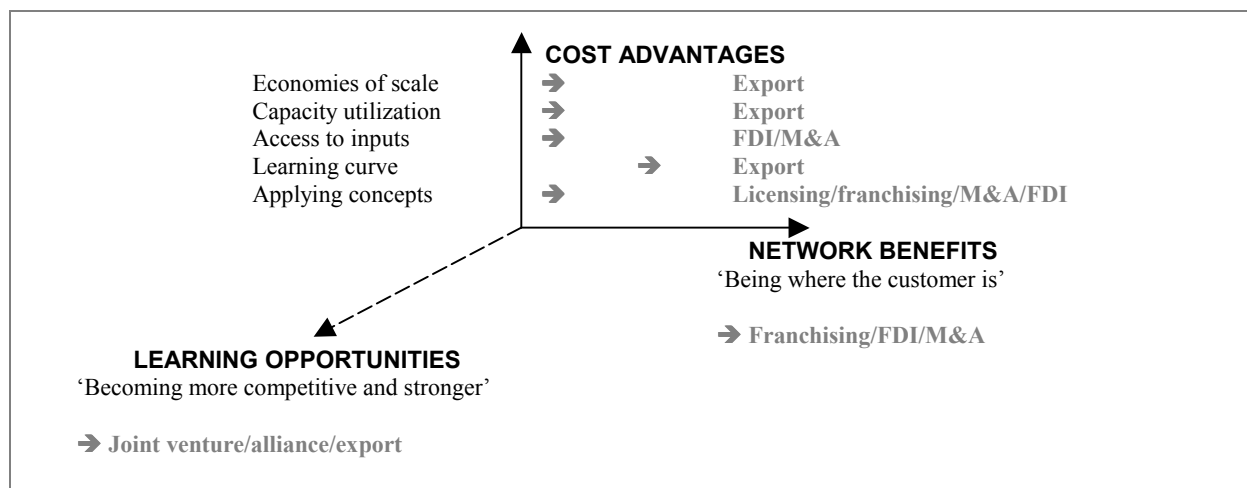 COST ADVANTAGES
Economies of scale ➔ Export
Capacity utilization ➔ Export
Access to inputs ➔ FDI/M&A
Learning curve ➔ Export
Applying concepts ➔ Licensing/franchising/M&A/FDI
NETWORK BENEFITS
‘Being where the customer is’
➔ Franchising/FDI/M&A
LEARNING OPPORTUNITIES
‘Becoming more competitive and stronger’
➔ Joint venture/alliance/export